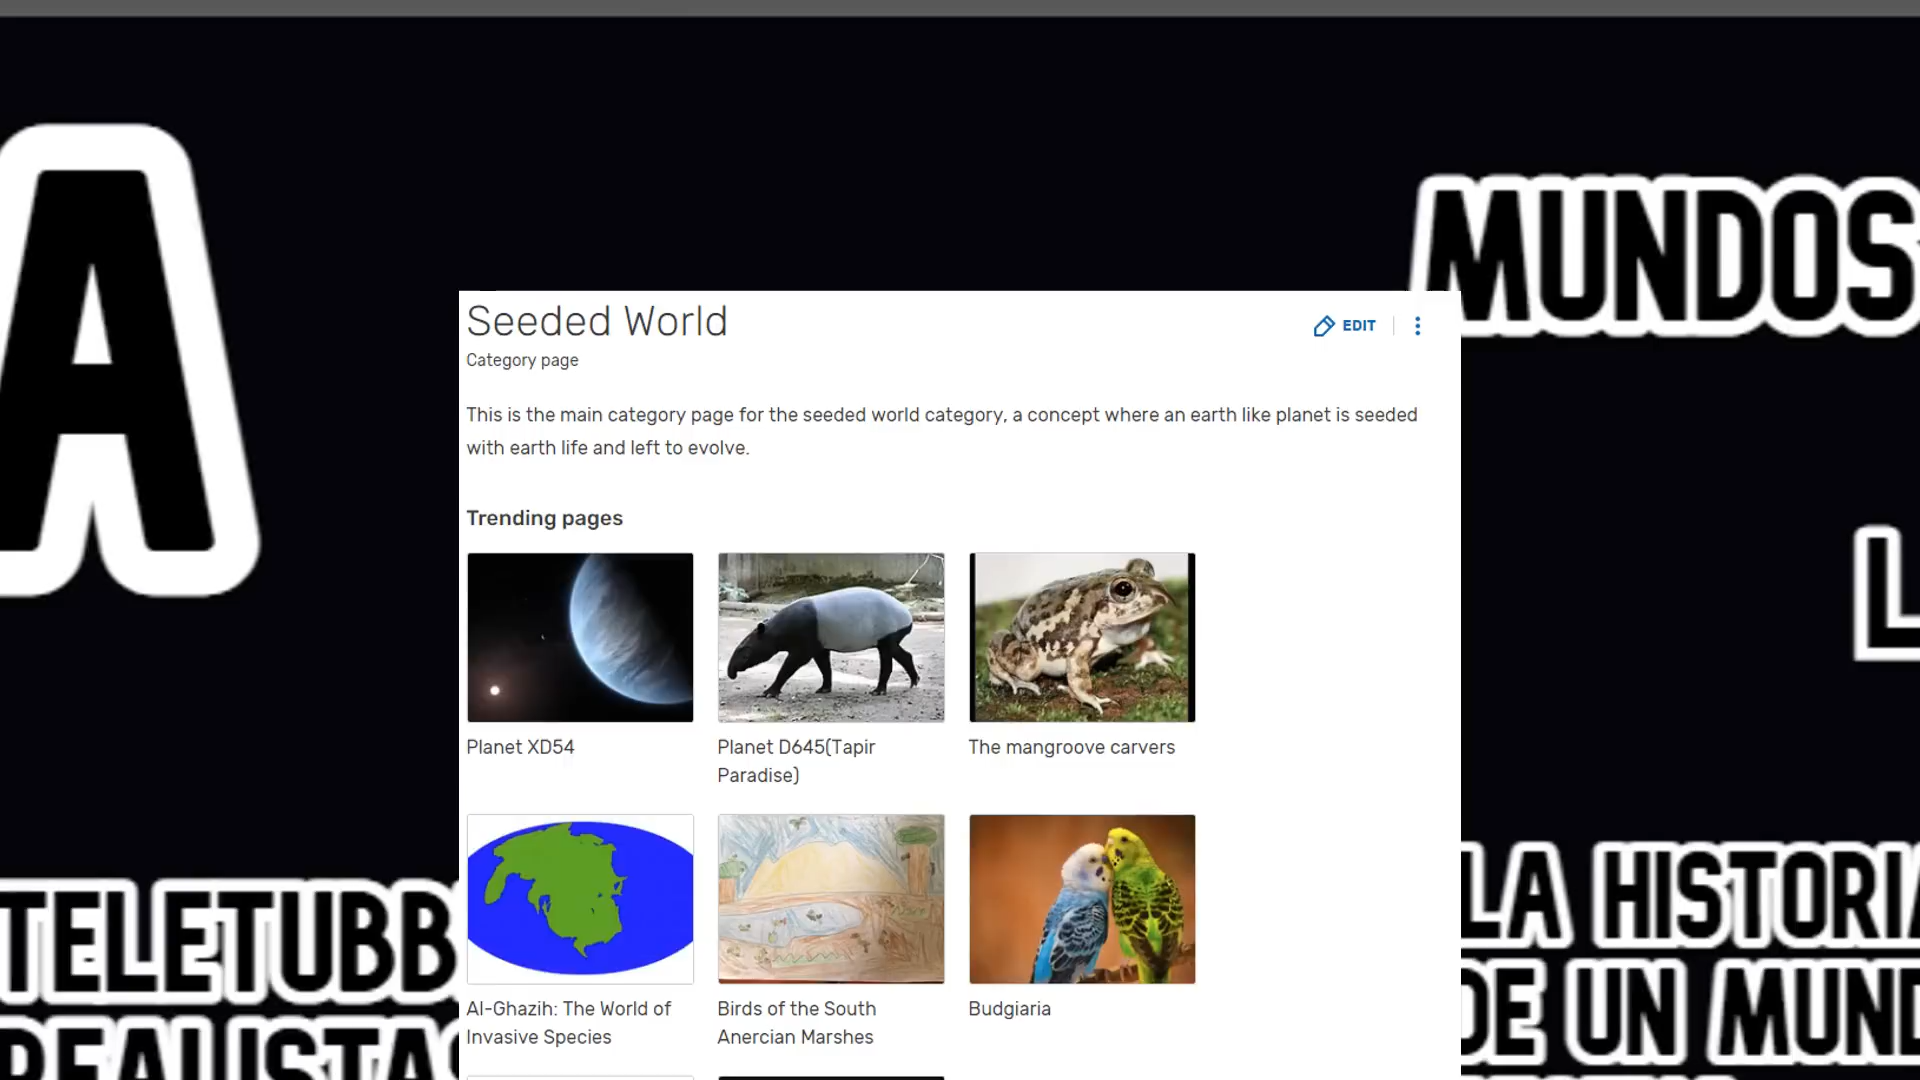 A
MUNDOS
L
Seeded World
EDIT
Category page
This is the main category page for the seeded world category, a concept where an earth like planet is seeded
with earth life and left to evolve.
Trending pages
Planet XD54
Planet D645(Tapir
Paradise)
The mangroove carvers
TELETUBB
REALISTA
LA HISTORIA
DE UN MUND
Al-Ghazih: The World of
Invasive Species
Birds of the South
Anercian Marshes
Budgiaria